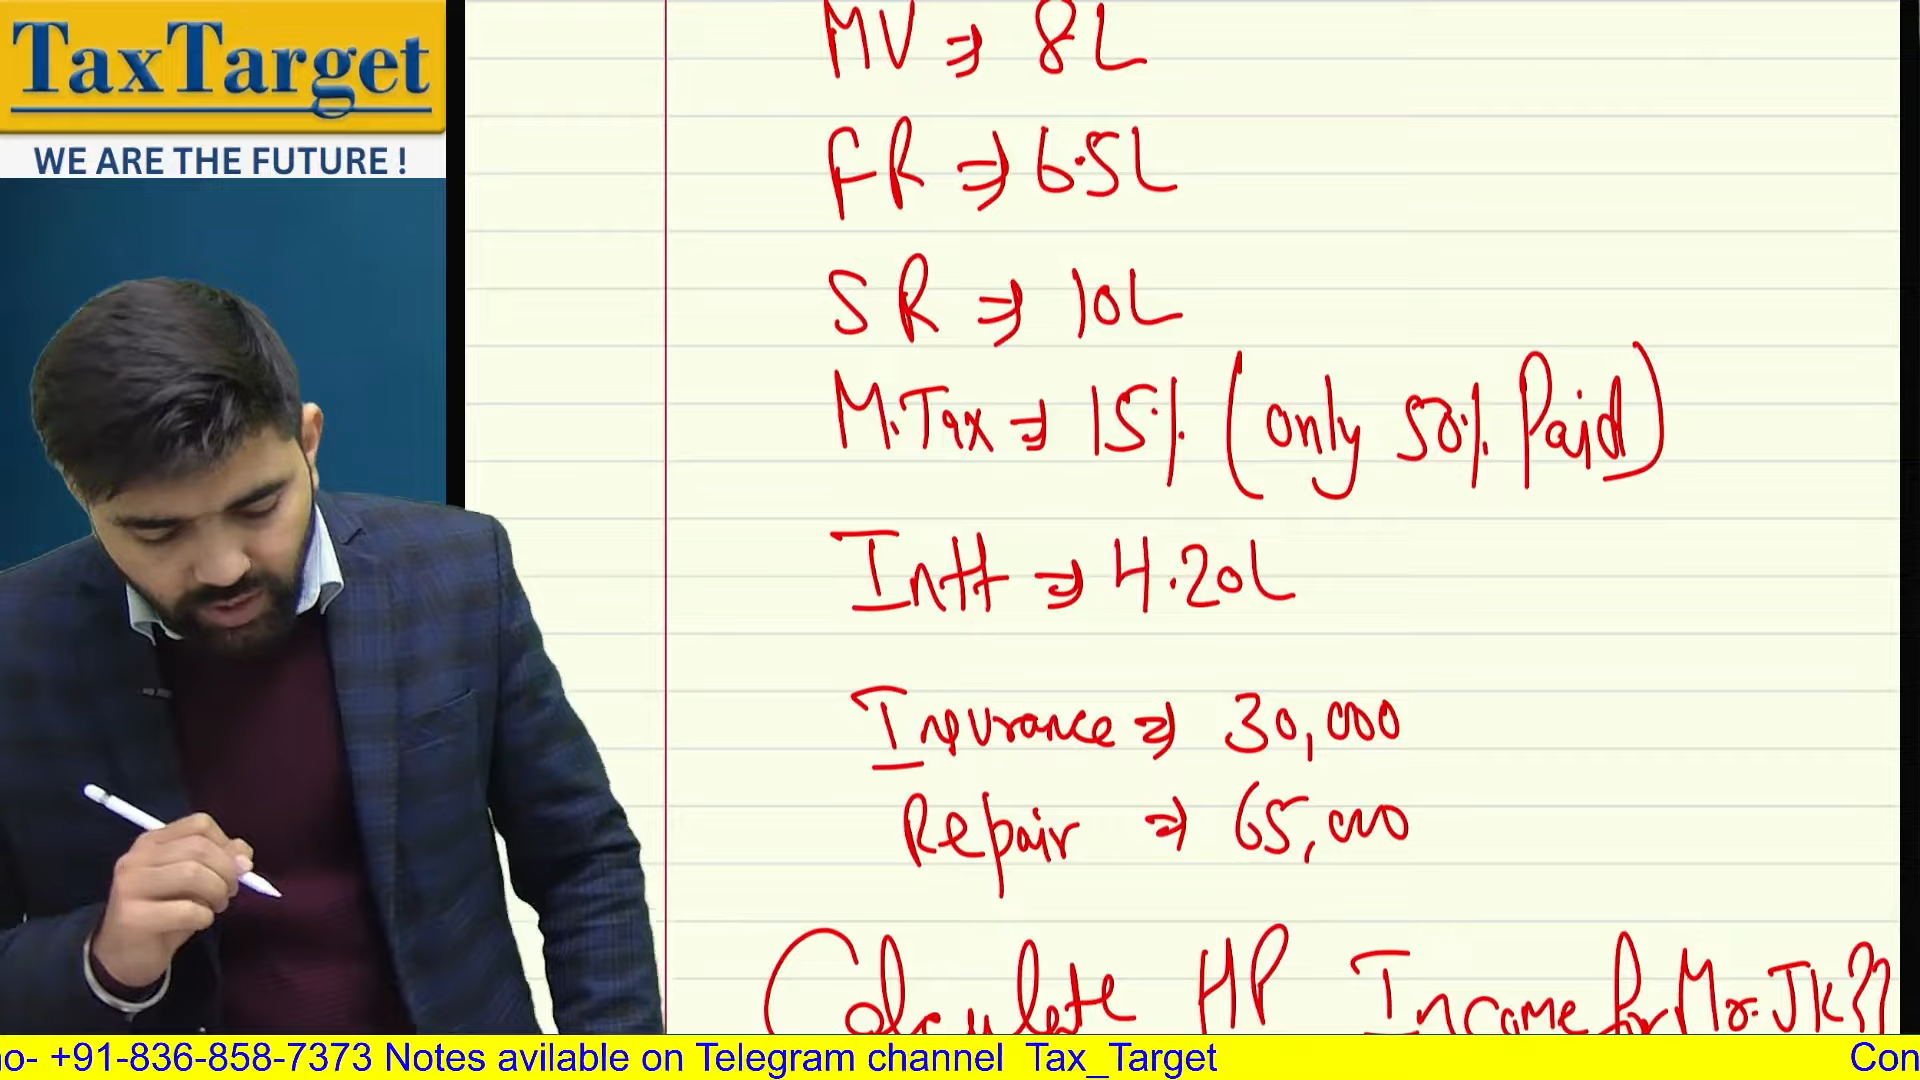 TaxTarget
WE ARE THE FUTURE !
MV ⇒ 8L
FR ⇒ 6.5L
SR ⇒ 10L
M.Tax ⇒ 15% (only 50% Paid)
Intt ⇒ 4.20L
Insurance ⇒ 30,000
Repair ⇒ 65,000
Calculate HP Income for Mr. JK??
no- +91-836-858-7373 Notes avilable on Telegram channel Tax_Target
Con